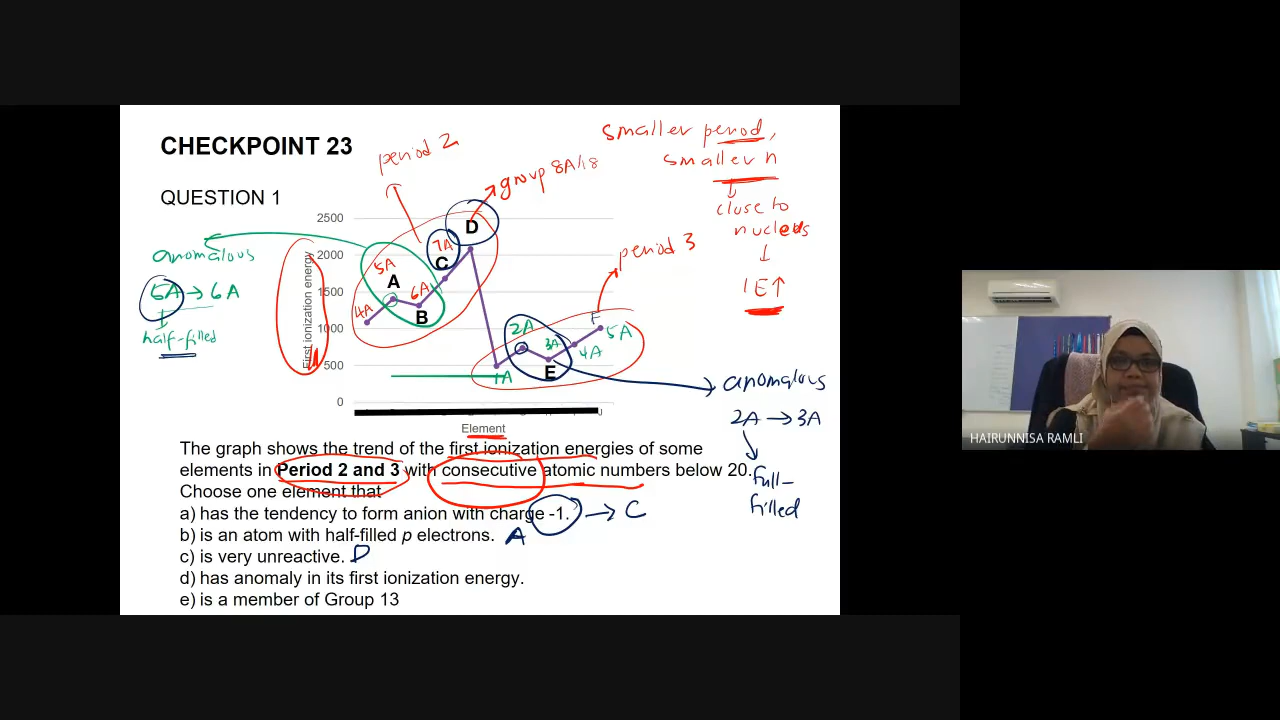 CHECKPOINT 23
QUESTION 1
period 2
group 8A/18
smaller period,
smaller n
close to
nucleus
IE↑
period 3
anomalous
5A → 6A
half-filled
First ionization energy
2500
2000
1500
1000
500
0
4A
5A
A
6A
B
7A
C
D
1A
2A
3A
E
4A
F
5A
Element
anomalous
2A → 3A
full-
filled
The graph shows the trend of the first ionization energies of some
elements in Period 2 and 3 with consecutive atomic numbers below 20.
Choose one element that
a) has the tendency to form anion with charge -1. → C
b) is an atom with half-filled p electrons. A
c) is very unreactive. D
d) has anomaly in its first ionization energy.
e) is a member of Group 13
HAIRUNNISA RAMLI